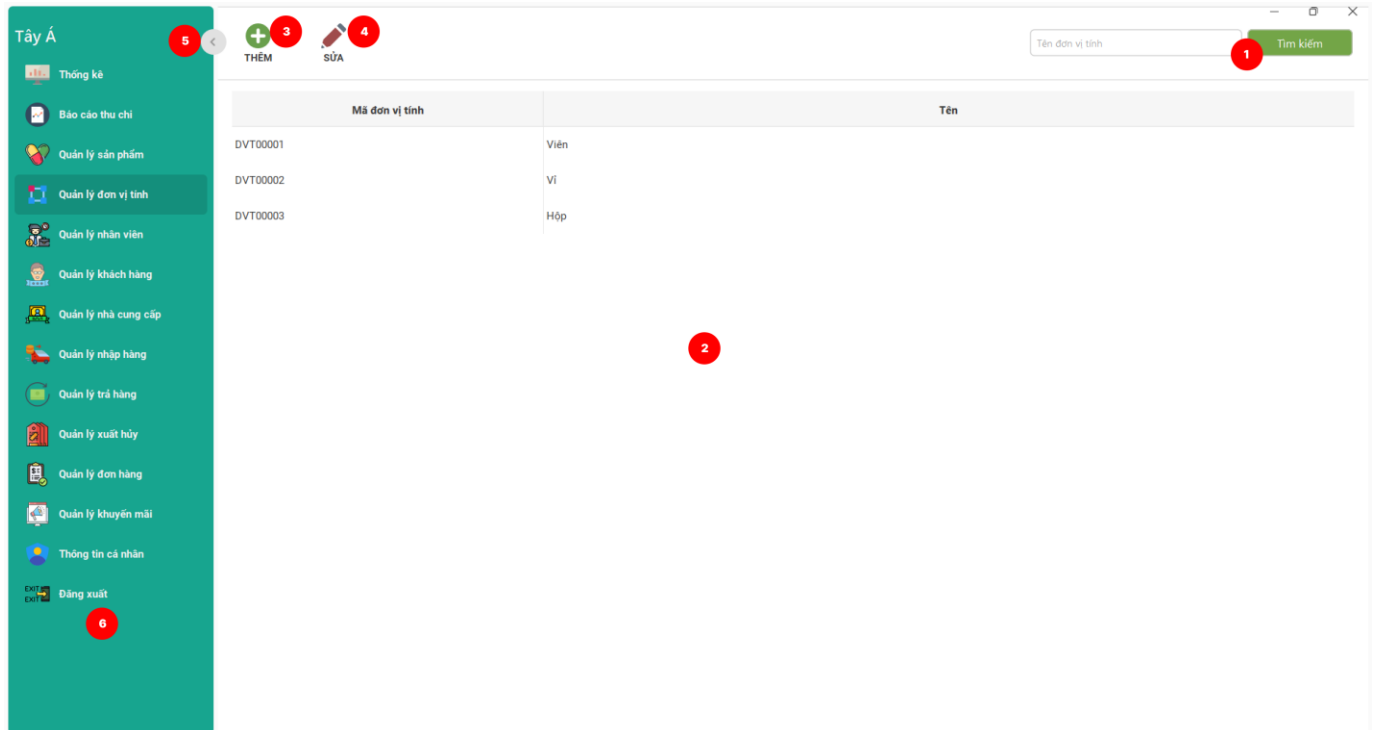 Tây Á
5
Thống kê
Báo cáo thu chi
Quản lý sản phẩm
Quản lý đơn vị tính
Quản lý nhân viên
Quản lý khách hàng
Quản lý nhà cung cấp
Quản lý nhập hàng
Quản lý trả hàng
Quản lý xuất hủy
Quản lý đơn hàng
Quản lý khuyến mãi
Thông tin cá nhân
EXIT
EXIT
Đăng xuất
6
3
THÊM
4
SỬA
Tên đơn vị tính
1
Tìm kiếm
Mã đơn vị tính Tên
DVT00001 Viên
DVT00002 Vĩ
DVT00003 Hộp
2